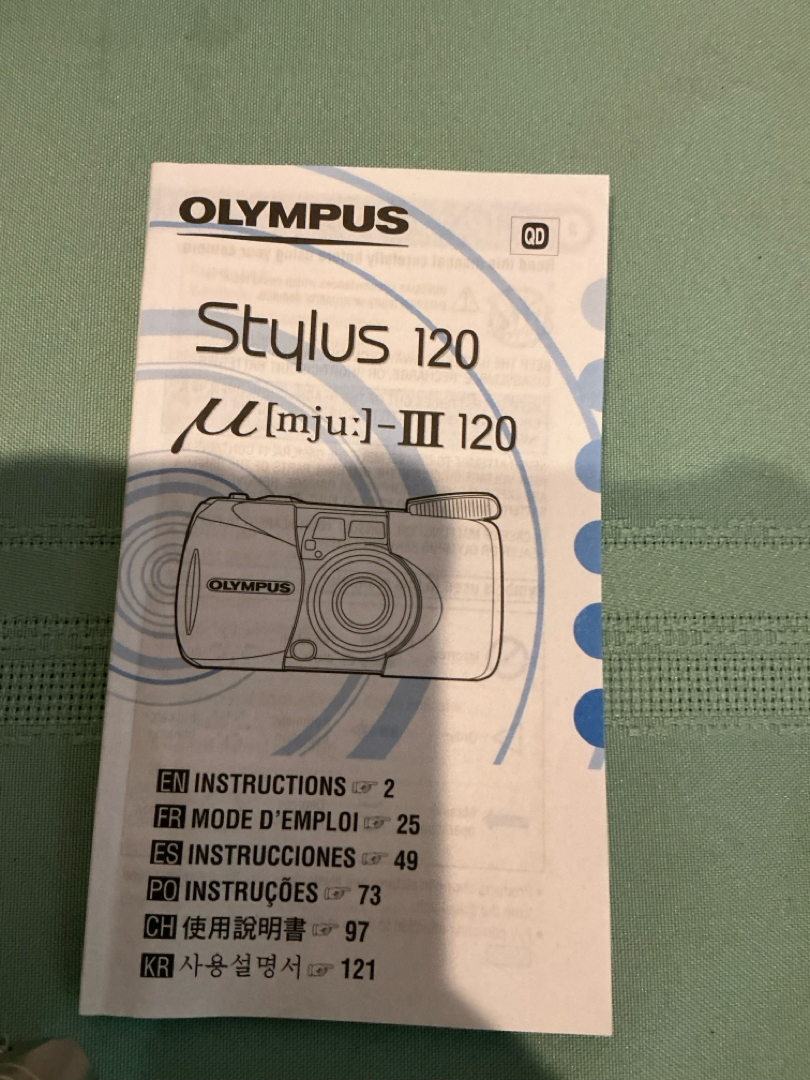 OLYMPUS
QD
Stylus 120
µ[mju:]-III 120
OLYMPUS
EN INSTRUCTIONS ☞ 2
FR MODE D'EMPLOI ☞ 25
ES INSTRUCCIONES ☞ 49
PO INSTRUÇÕES ☞ 73
CH 使用說明書 ☞ 97
KR 사용설명서 ☞ 121